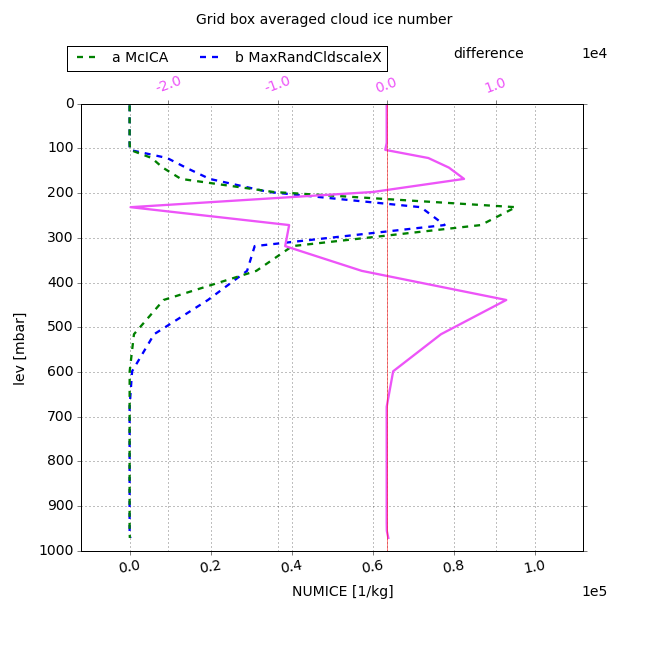 Grid box averaged cloud ice number
a McICA b MaxRandCldscaleX difference 1e4
-2.0 -1.0 0.0 1.0
0
100
200
300
400
500
600
700
800
900
1000
lev [mbar]
0.0 0.2 0.4 0.6 0.8 1.0
NUMICE [1/kg] 1e5